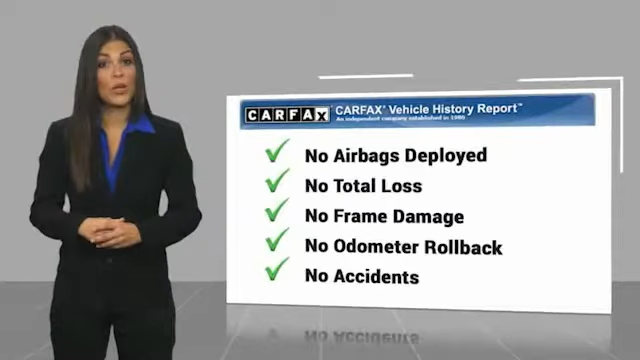 CARFAX CARFAX® Vehicle History Report™
An independent company established in 1986
No Airbags Deployed
No Total Loss
No Frame Damage
No Odometer Rollback
No Accidents